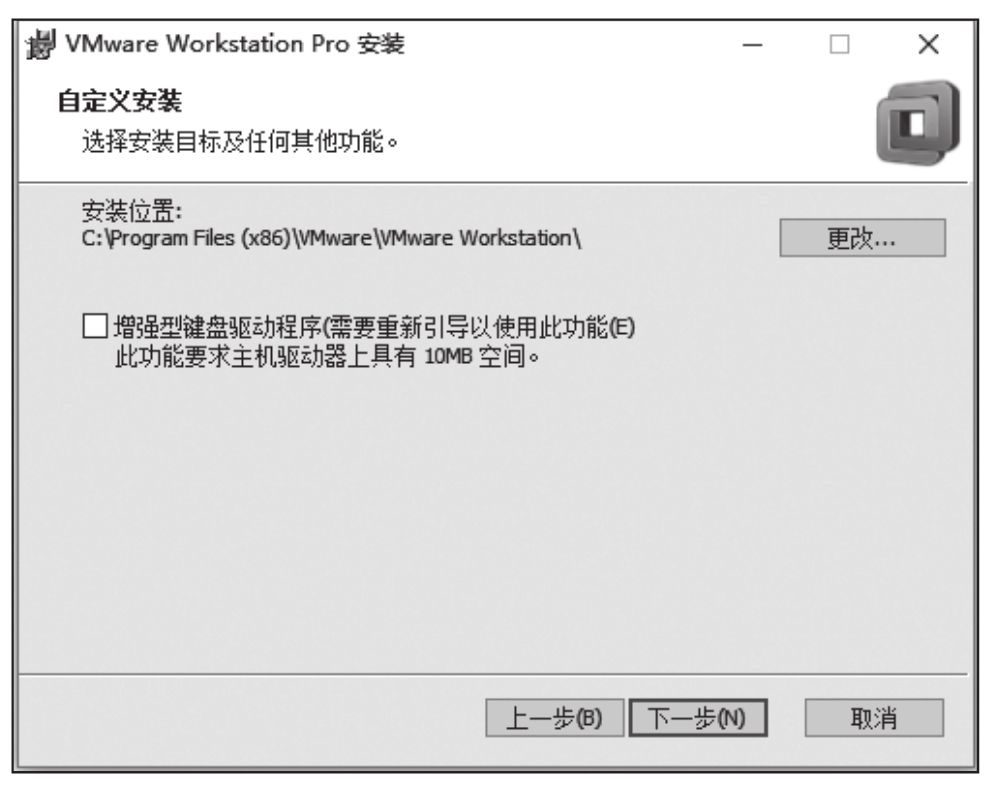 VMware Workstation Pro 安装
自定义安装
选择安装目标及任何其他功能。
安装位置:
C:\Program Files (x86)\VMware\VMware Workstation\
更改...
增强型键盘驱动程序(需要重新引导以使用此功能(E)
此功能要求主机驱动器上具有 10MB 空间。
上一步(B) 下一步(N) 取消